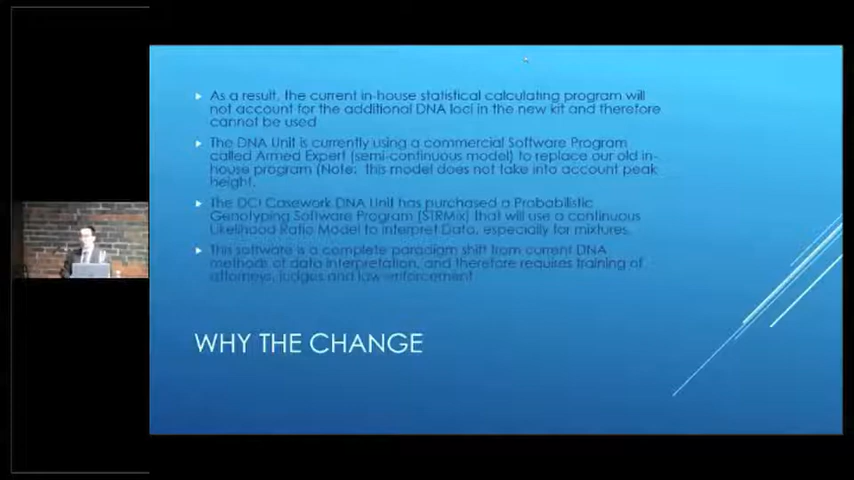 As a result, the current in-house statistical calculating program will
not account for the additional DNA loci in the new kit and therefore
cannot be used
The DNA Unit is currently using a commercial Software Program
called Armed Expert (semi-continuous model) to replace our old in-
house program (Note: this model does not take into account peak
height.
The DCI Casework DNA Unit has purchased a Probabilistic
Genotyping Software Program (STRMix) that will use a continuous
Likelihood Ratio Model to interpret Data, especially for mixtures.
This software is a complete paradigm shift from current DNA
methods of data interpretation, and therefore requires training of
attorneys, judges and law enforcement
WHY THE CHANGE